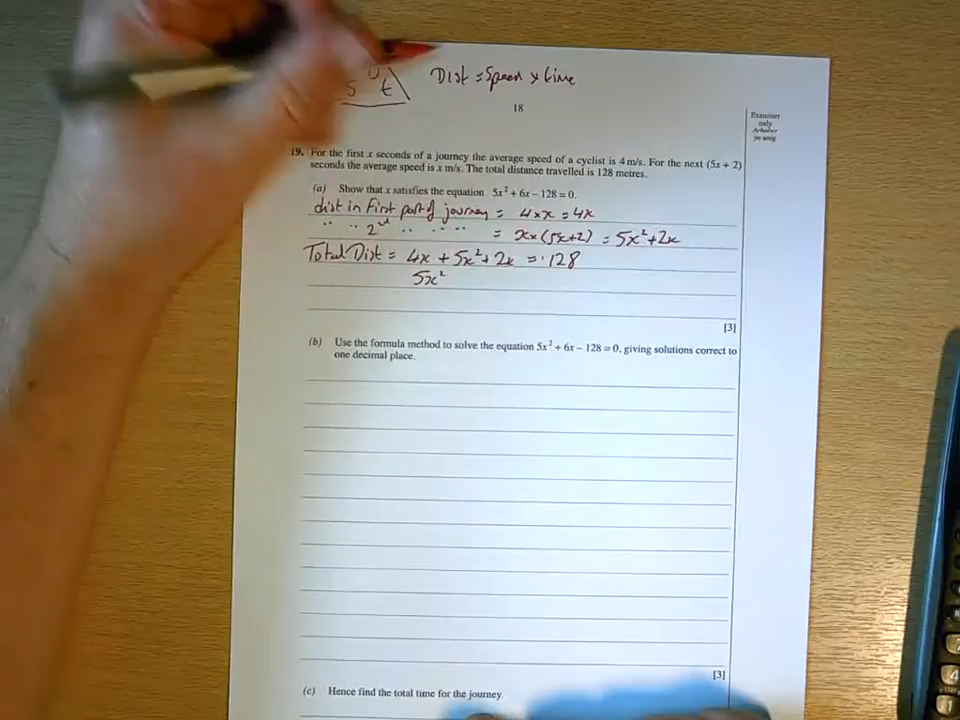 s t
Dist = Speed x time
18
Examiner
only
19. For the first x seconds of a journey the average speed of a cyclist is 4 m/s. For the next (5x + 2)
seconds the average speed is x m/s. The total distance travelled is 128 metres.
(a) Show that x satisfies the equation 5x² + 6x – 128 = 0.
dist in first part of journey = 4 × x = 4x
" " 2nd " " " " = x × (5x+2) = 5x² + 2x
Total Dist = 4x + 5x² + 2x = 128
5x²
[3]
(b) Use the formula method to solve the equation 5x² + 6x – 128 = 0, giving solutions correct to
one decimal place.
[3]
(c) Hence find the total time for the journey.